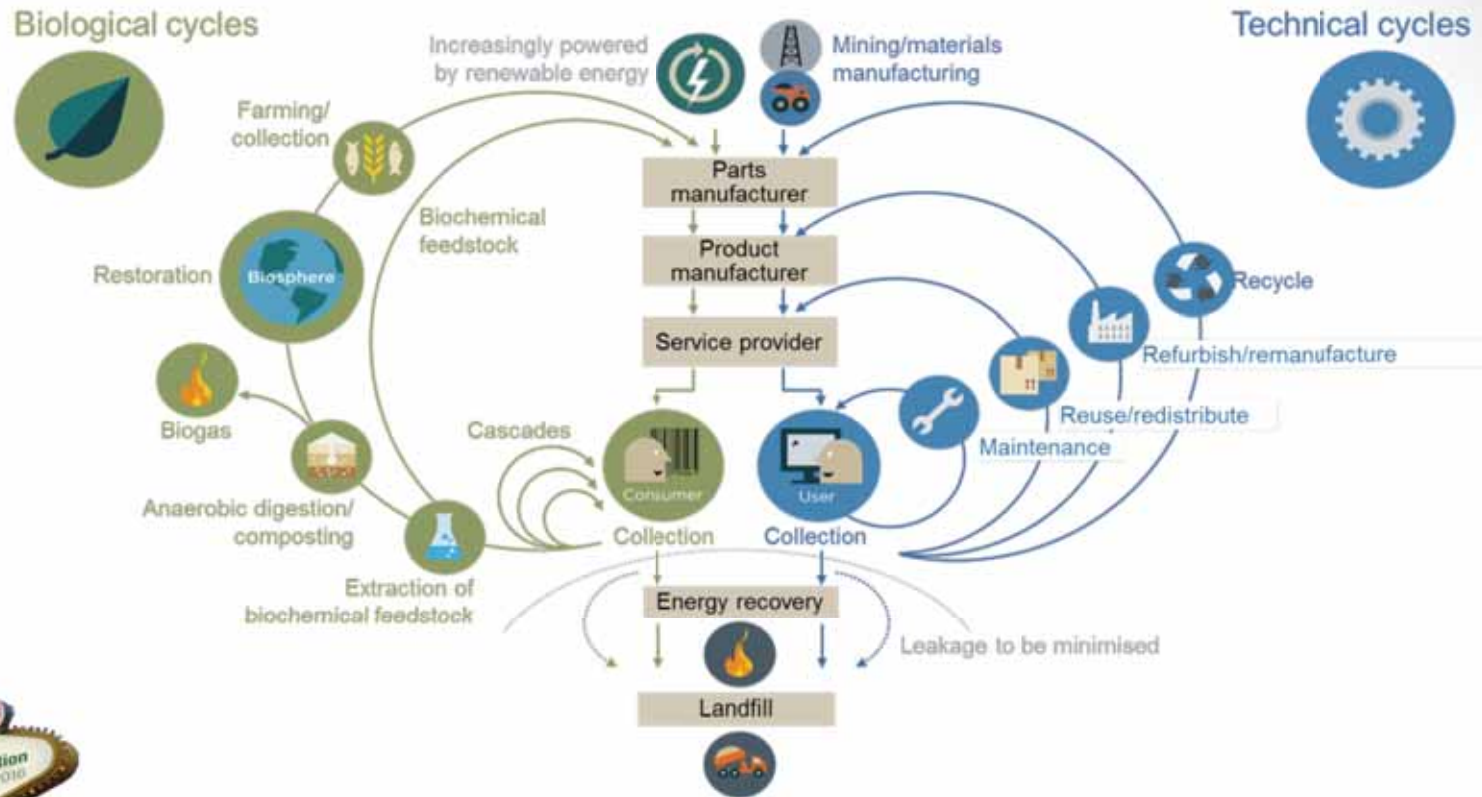 Biological cycles
Technical cycles
Increasingly powered
by renewable energy
Mining/materials
manufacturing
Farming/
collection
Parts
manufacturer
Biochemical
feedstock
Product
manufacturer
Restoration
Biosphere
Recycle
Service provider
Refurbish/remanufacture
Reuse/redistribute
Biogas
Cascades
Maintenance
Consumer
User
Anaerobic digestion/
composting
Collection
Collection
Extraction of
biochemical feedstock
Energy recovery
Leakage to be minimised
Landfill
2016